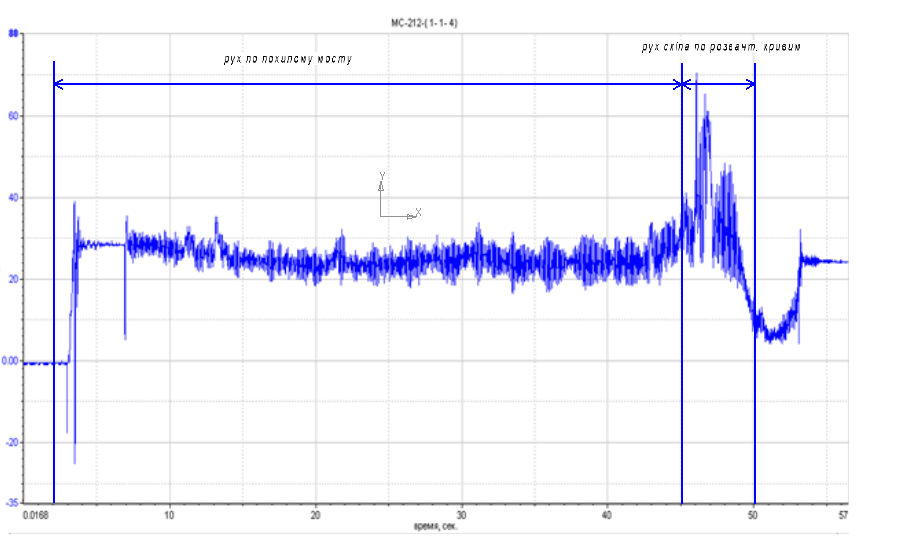 МС-212-(1-1-4)
рух скіпа по розвант. кривим
рух по похилому мосту
80
60
40
20
0.00
-20
-35
Y
X
0.0168 10 20 30 40 50 57
время, сек.